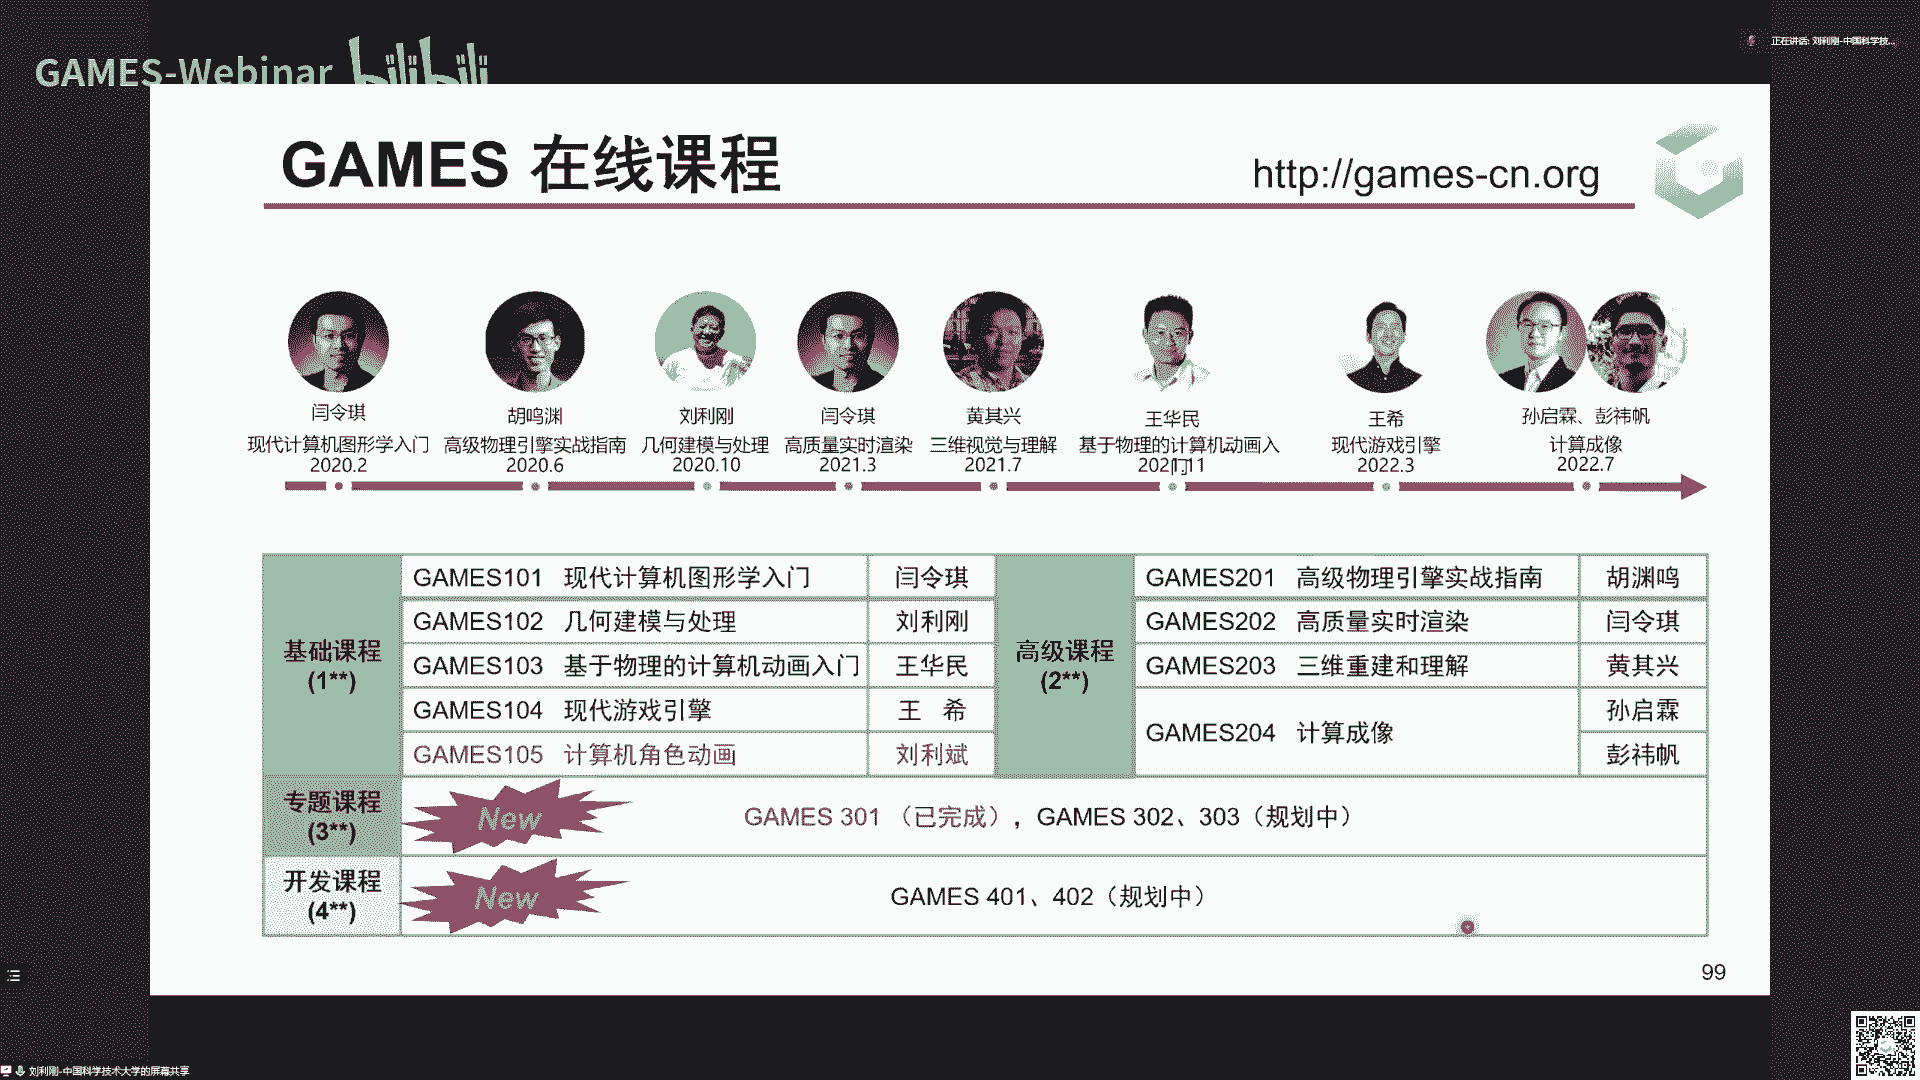 GAMES-Webinar bilibili
正在讲话: 刘利刚-中国科学技...
GAMES 在线课程
http://games-cn.org
闫令琪
现代计算机图形学入门
2020.2
胡鸣渊
高级物理引擎实战指南
2020.6
刘利刚
几何建模与处理
2020.10
闫令琪
高质量实时渲染
2021.3
黄其兴
三维视觉与理解
2021.7
王华民
基于物理的计算机动画入
门
2021.11
王希
现代游戏引擎
2022.3
孙启霖、彭祎帆
计算成像
2022.7
基础课程
(1**)
GAMES101 现代计算机图形学入门 闫令琪
GAMES102 几何建模与处理 刘利刚
GAMES103 基于物理的计算机动画入门 王华民
GAMES104 现代游戏引擎 王 希
GAMES105 计算机角色动画 刘利斌
高级课程
(2**)
GAMES201 高级物理引擎实战指南 胡渊鸣
GAMES202 高质量实时渲染 闫令琪
GAMES203 三维重建和理解 黄其兴
GAMES204 计算成像 孙启霖
彭祎帆
专题课程
(3**)
New
GAMES 301 （已完成），GAMES 302、303（规划中）
开发课程
(4**)
New
GAMES 401、402（规划中）
99
刘利刚-中国科学技术大学的屏幕共享